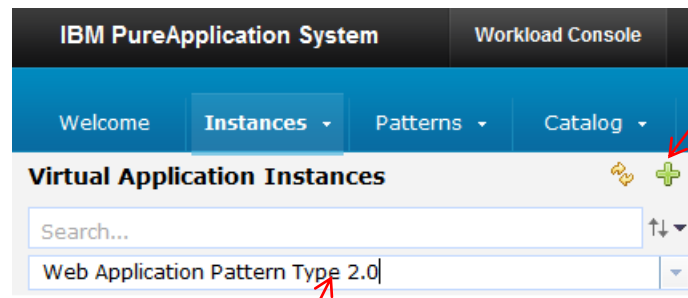 IBM PureApplication System Workload Console
Welcome Instances Patterns Catalog
Virtual Application Instances
Search...
Web Application Pattern Type 2.0